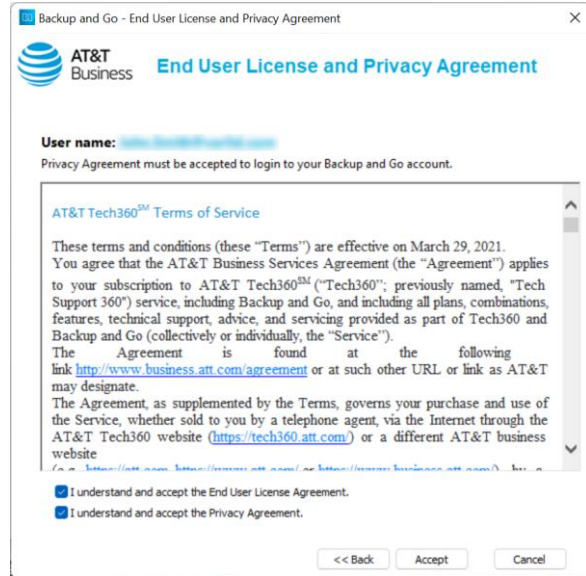 Backup and Go - End User License and Privacy Agreement
AT&T
Business
End User License and Privacy Agreement
User name:
Privacy Agreement must be accepted to login to your Backup and Go account.
AT&T Tech360SM Terms of Service
These terms and conditions (these “Terms”) are effective on March 29, 2021.
You agree that the AT&T Business Services Agreement (the “Agreement”) applies
to your subscription to AT&T Tech360SM (“Tech360”; previously named, "Tech
Support 360") service, including Backup and Go, and including all plans, combinations,
features, technical support, advice, and servicing provided as part of Tech360 and
Backup and Go (collectively or individually, the “Service”).
The Agreement is found at the following
link http://www.business.att.com/agreement or at such other URL or link as AT&T
may designate.
The Agreement, as supplemented by the Terms, governs your purchase and use of
the Service, whether sold to you by a telephone agent, via the Internet through the
AT&T Tech360 website (https://tech360.att.com/) or a different AT&T business
website
I understand and accept the End User License Agreement.
I understand and accept the Privacy Agreement.
<< Back
Accept
Cancel